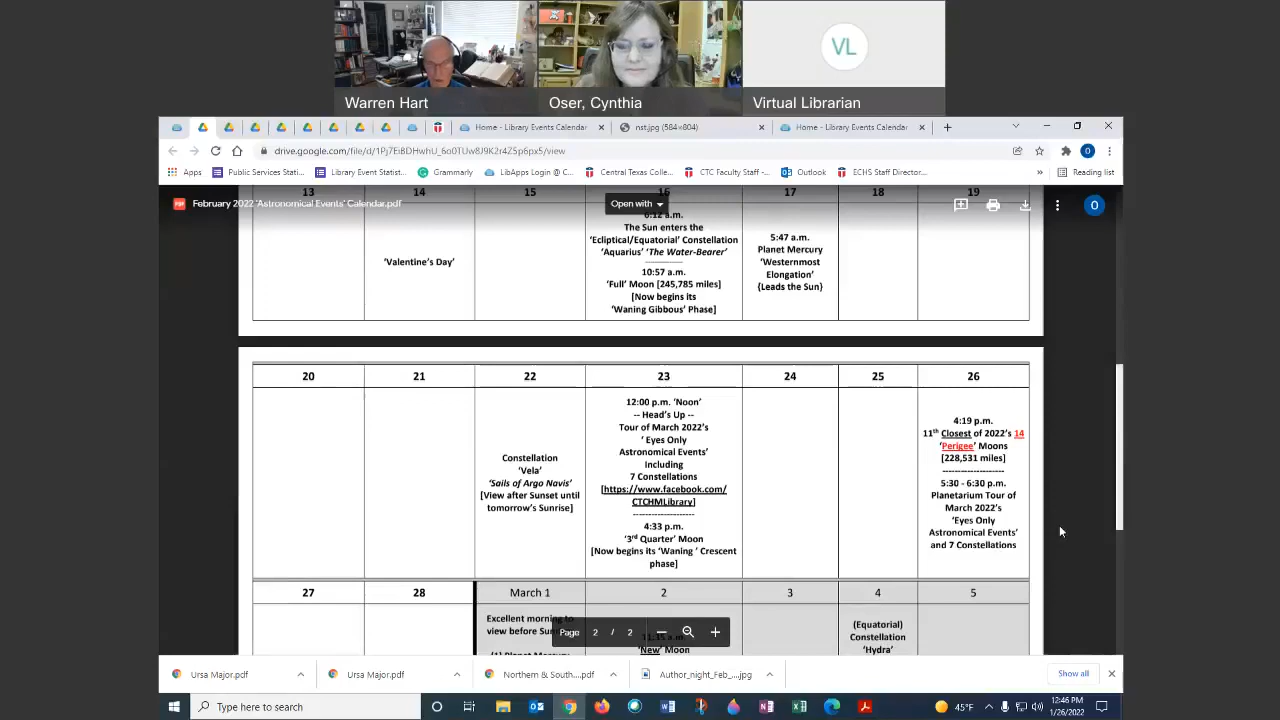 VL
Warren Hart
Oser, Cynthia
Virtual Librarian
Home - Library Events Calendar
nst.jpg (584×804)
Home - Library Events Calendar
drive.google.com/file/d/1Pj7EiBDHwhU_6o0TUw8J9K2r4Z5p6px5/view
Apps
Public Services Stati...
Library Event Statist...
Grammarly
LibApps Login @ C...
Central Texas Colle...
CTC Faculty Staff -...
Outlook
ECHS Staff Director...
»
Reading list
February 2022 'Astronomical Events' Calendar.pdf
Open with
13
14
15
16
17
18
19
'Valentine's Day'
6:12 a.m.
The Sun enters the
'Ecliptical/Equatorial' Constellation
'Aquarius' 'The Water-Bearer'
10:57 a.m.
'Full' Moon [245,785 miles]
[Now begins its
'Waning Gibbous' Phase]
5:47 a.m.
Planet Mercury
'Westernmost
Elongation'
{Leads the Sun}
20
21
22
23
24
25
26
Constellation
'Vela'
'Sails of Argo Navis'
[View after Sunset until
tomorrow's Sunrise]
12:00 p.m. 'Noon'
-- Head's Up --
Tour of March 2022's
' Eyes Only
Astronomical Events'
Including
7 Constellations
[https://www.facebook.com/
CTCHMLibrary]
4:33 p.m.
'3rd Quarter' Moon
[Now begins its 'Waning ' Crescent
phase]
4:19 p.m.
11th Closest of 2022's 14
'Perigee' Moons
[228,531 miles]
5:30 - 6:30 p.m.
Planetarium Tour of
March 2022's
'Eyes Only
Astronomical Events'
and 7 Constellations
27
28
March 1
2
3
4
5
Excellent morning to
view before
'New' Moon
(Equatorial)
Constellation
'Hydra'
Page 2 / 2
Ursa Major.pdf
Ursa Major.pdf
Northern & South....pdf
Author_night_Feb_...jpg
Show all
Type here to search
45°F
12:46 PM
1/26/2022